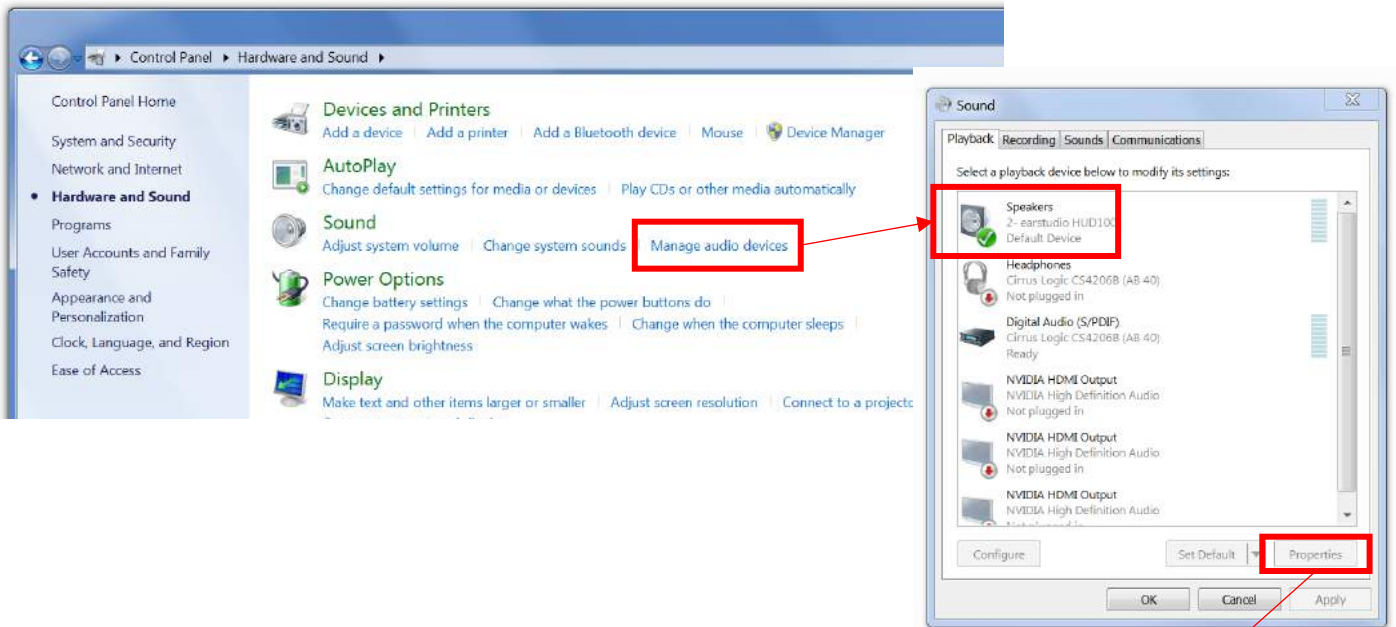 Control Panel Hardware and Sound
Control Panel Home
System and Security
Network and Internet
Hardware and Sound
Programs
User Accounts and Family
Safety
Appearance and
Personalization
Clock, Language, and Region
Ease of Access
Devices and Printers
Add a device Add a printer Add a Bluetooth device Mouse Device Manager
AutoPlay
Change default settings for media or devices Play CDs or other media automatically
Sound
Adjust system volume Change system sounds Manage audio devices
Power Options
Change battery settings Change what the power buttons do
Require a password when the computer wakes Change when the computer sleeps
Adjust screen brightness
Display
Make text and other items larger or smaller Adjust screen resolution Connect to a projecto
Sound
Playback Recording Sounds Communications
Select a playback device below to modify its settings:
Speakers
2- earstudio HUD100
Default Device
Headphones
Cirrus Logic CS4206B (AB 40)
Not plugged in
Digital Audio (S/PDIF)
Cirrus Logic CS4206B (AB 40)
Ready
NVIDIA HDMI Output
NVIDIA High Definition Audio
Not plugged in
NVIDIA HDMI Output
NVIDIA High Definition Audio
Not plugged in
NVIDIA HDMI Output
NVIDIA High Definition Audio
Configure Set Default Properties
OK Cancel Apply